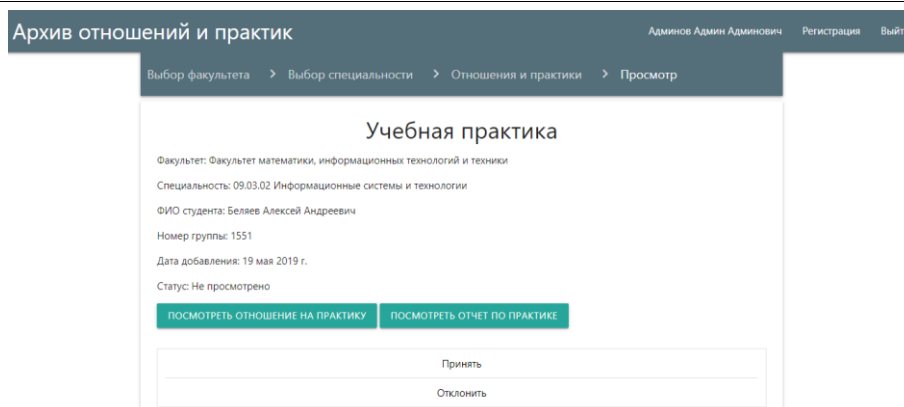 Архив отношений и практик Админов Админ Админович Регистрация
Выбор факультета > Выбор специальности > Отношения и практики > Просмотр
Учебная практика
Факультет: Факультет математики, информационных технологий и техники
Специальность: 09.03.02 Информационные системы и технологии
ФИО студента: Беляев Алексей Андреевич
Номер группы: 1551
Дата добавления: 19 мая 2019 г.
Статус: Не просмотрено
ПОСМОТРЕТЬ ОТНОШЕНИЕ НА ПРАКТИКУ ПОСМОТРЕТЬ ОТЧЕТ ПО ПРАКТИКЕ
Принять
Отклонить